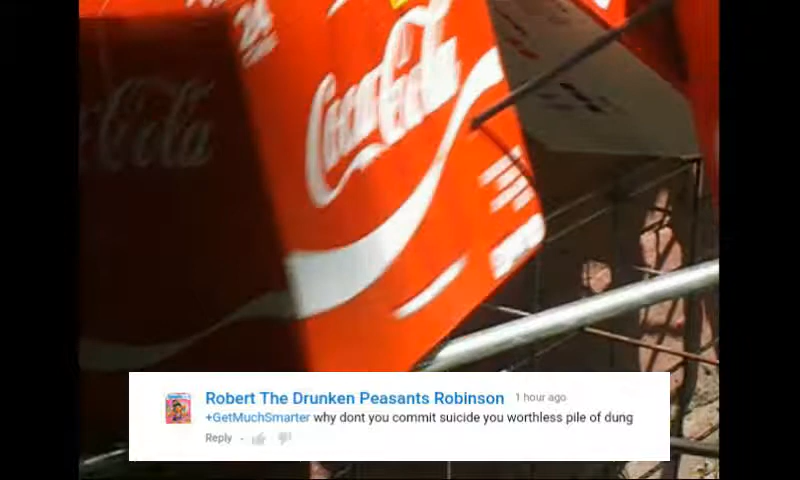 24
Coca-Cola
Coca-Cola
Robert The Drunken Peasants Robinson 1 hour ago
+GetMuchSmarter why dont you commit suicide you worthless pile of dung
Reply